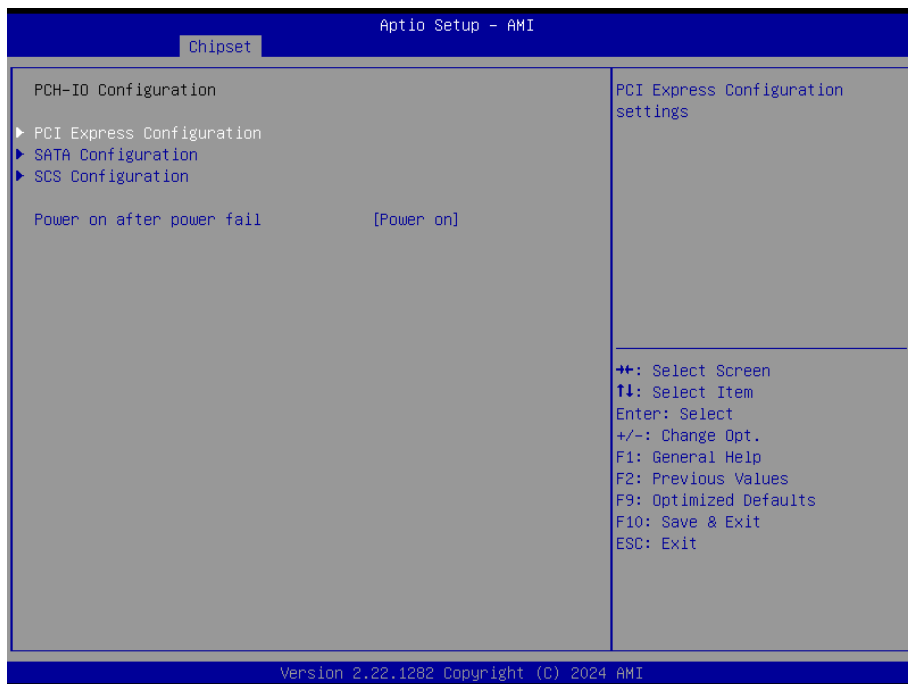 Aptio Setup - AMI
Chipset
PCH-IO Configuration
PCI Express Configuration
SATA Configuration
SCS Configuration
Power on after power fail [Power on]
PCI Express Configuration
settings
→←: Select Screen
↑↓: Select Item
Enter: Select
+/-: Change Opt.
F1: General Help
F2: Previous Values
F9: Optimized Defaults
F10: Save & Exit
ESC: Exit
Version 2.22.1282 Copyright (C) 2024 AMI